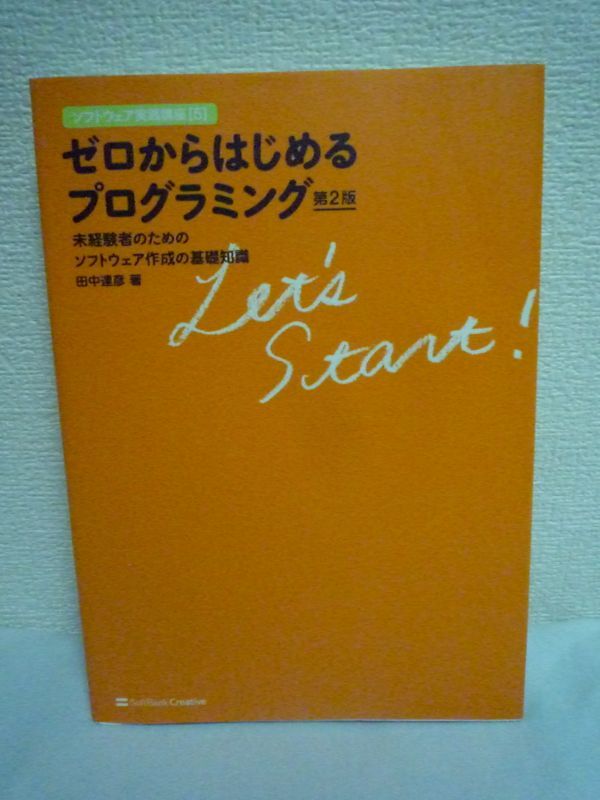 ソフトウェア実践講座[5]
ゼロからはじめる
プログラミング 第2版
未経験者のための
ソフトウェア作成の基礎知識
田中達彦 著
Let's
Start!
SoftBank Creative